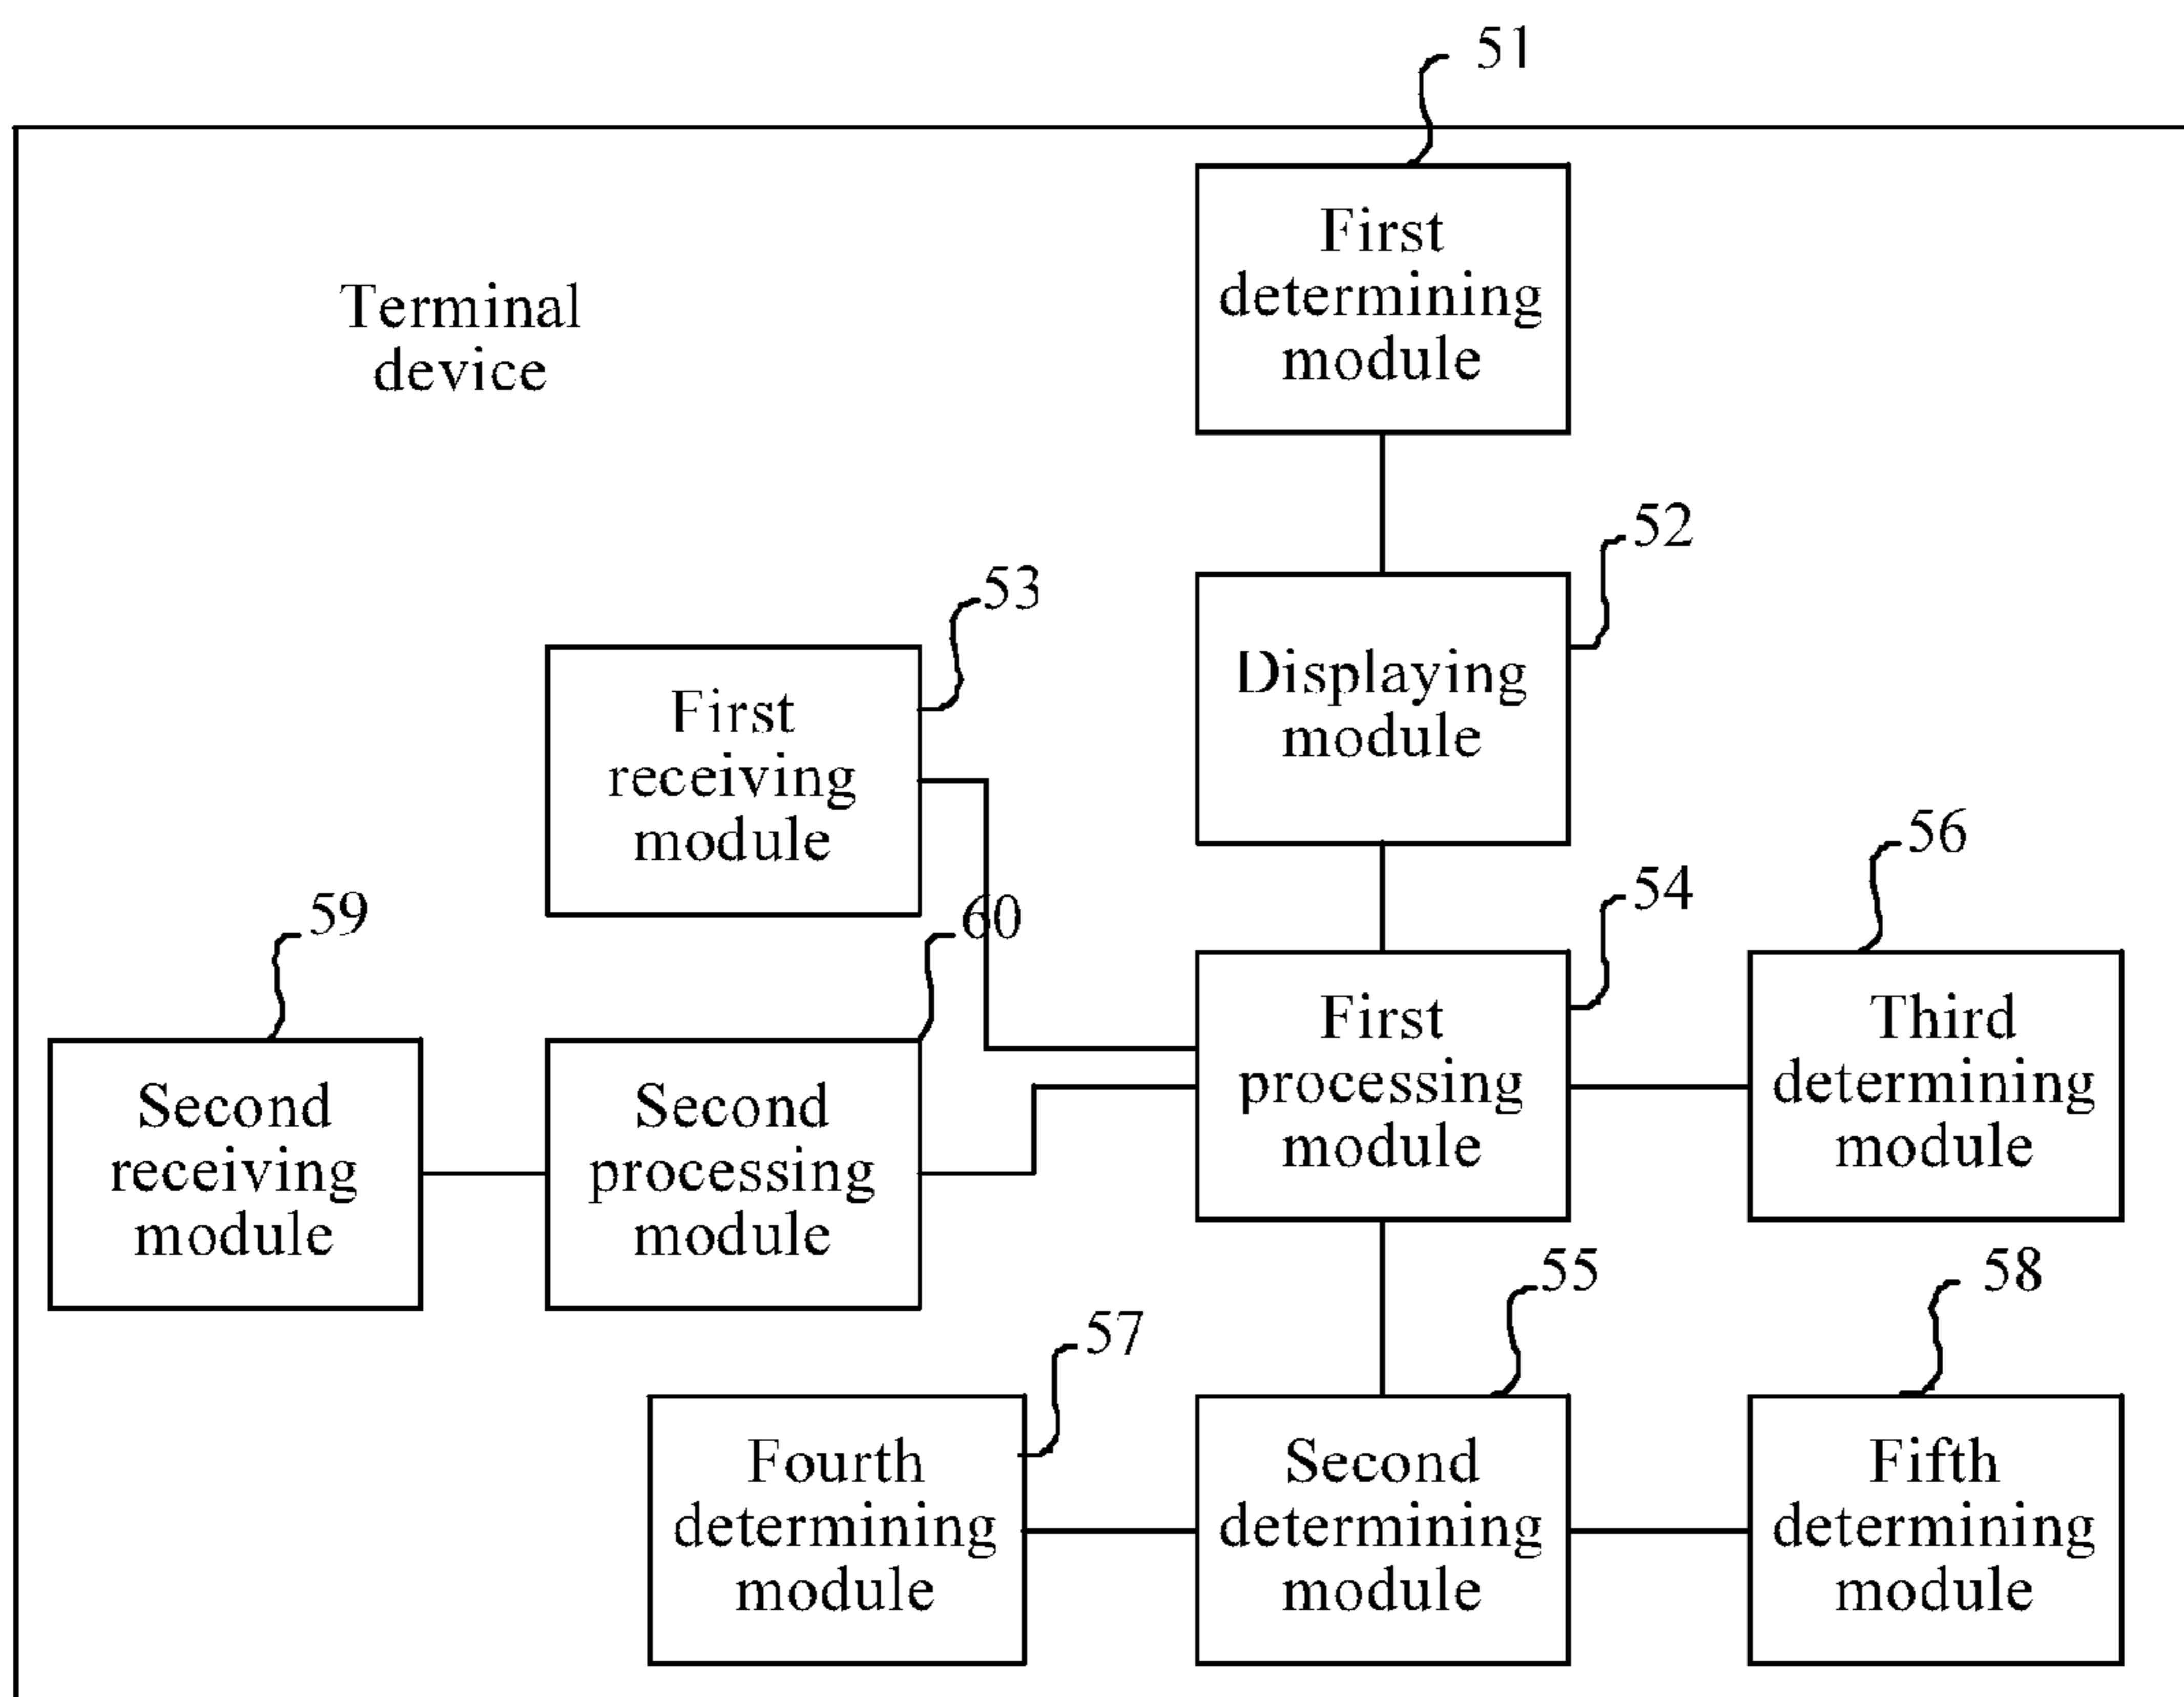 51
First
determining
module
Terminal
device
52
Displaying
module
53
First
receiving
module
56
Third
determining
module
54
First
processing
module
59
Second
receiving
module
60
Second
processing
module
55
Second
determining
module
58
Fifth
determining
module
57
Fourth
determining
module